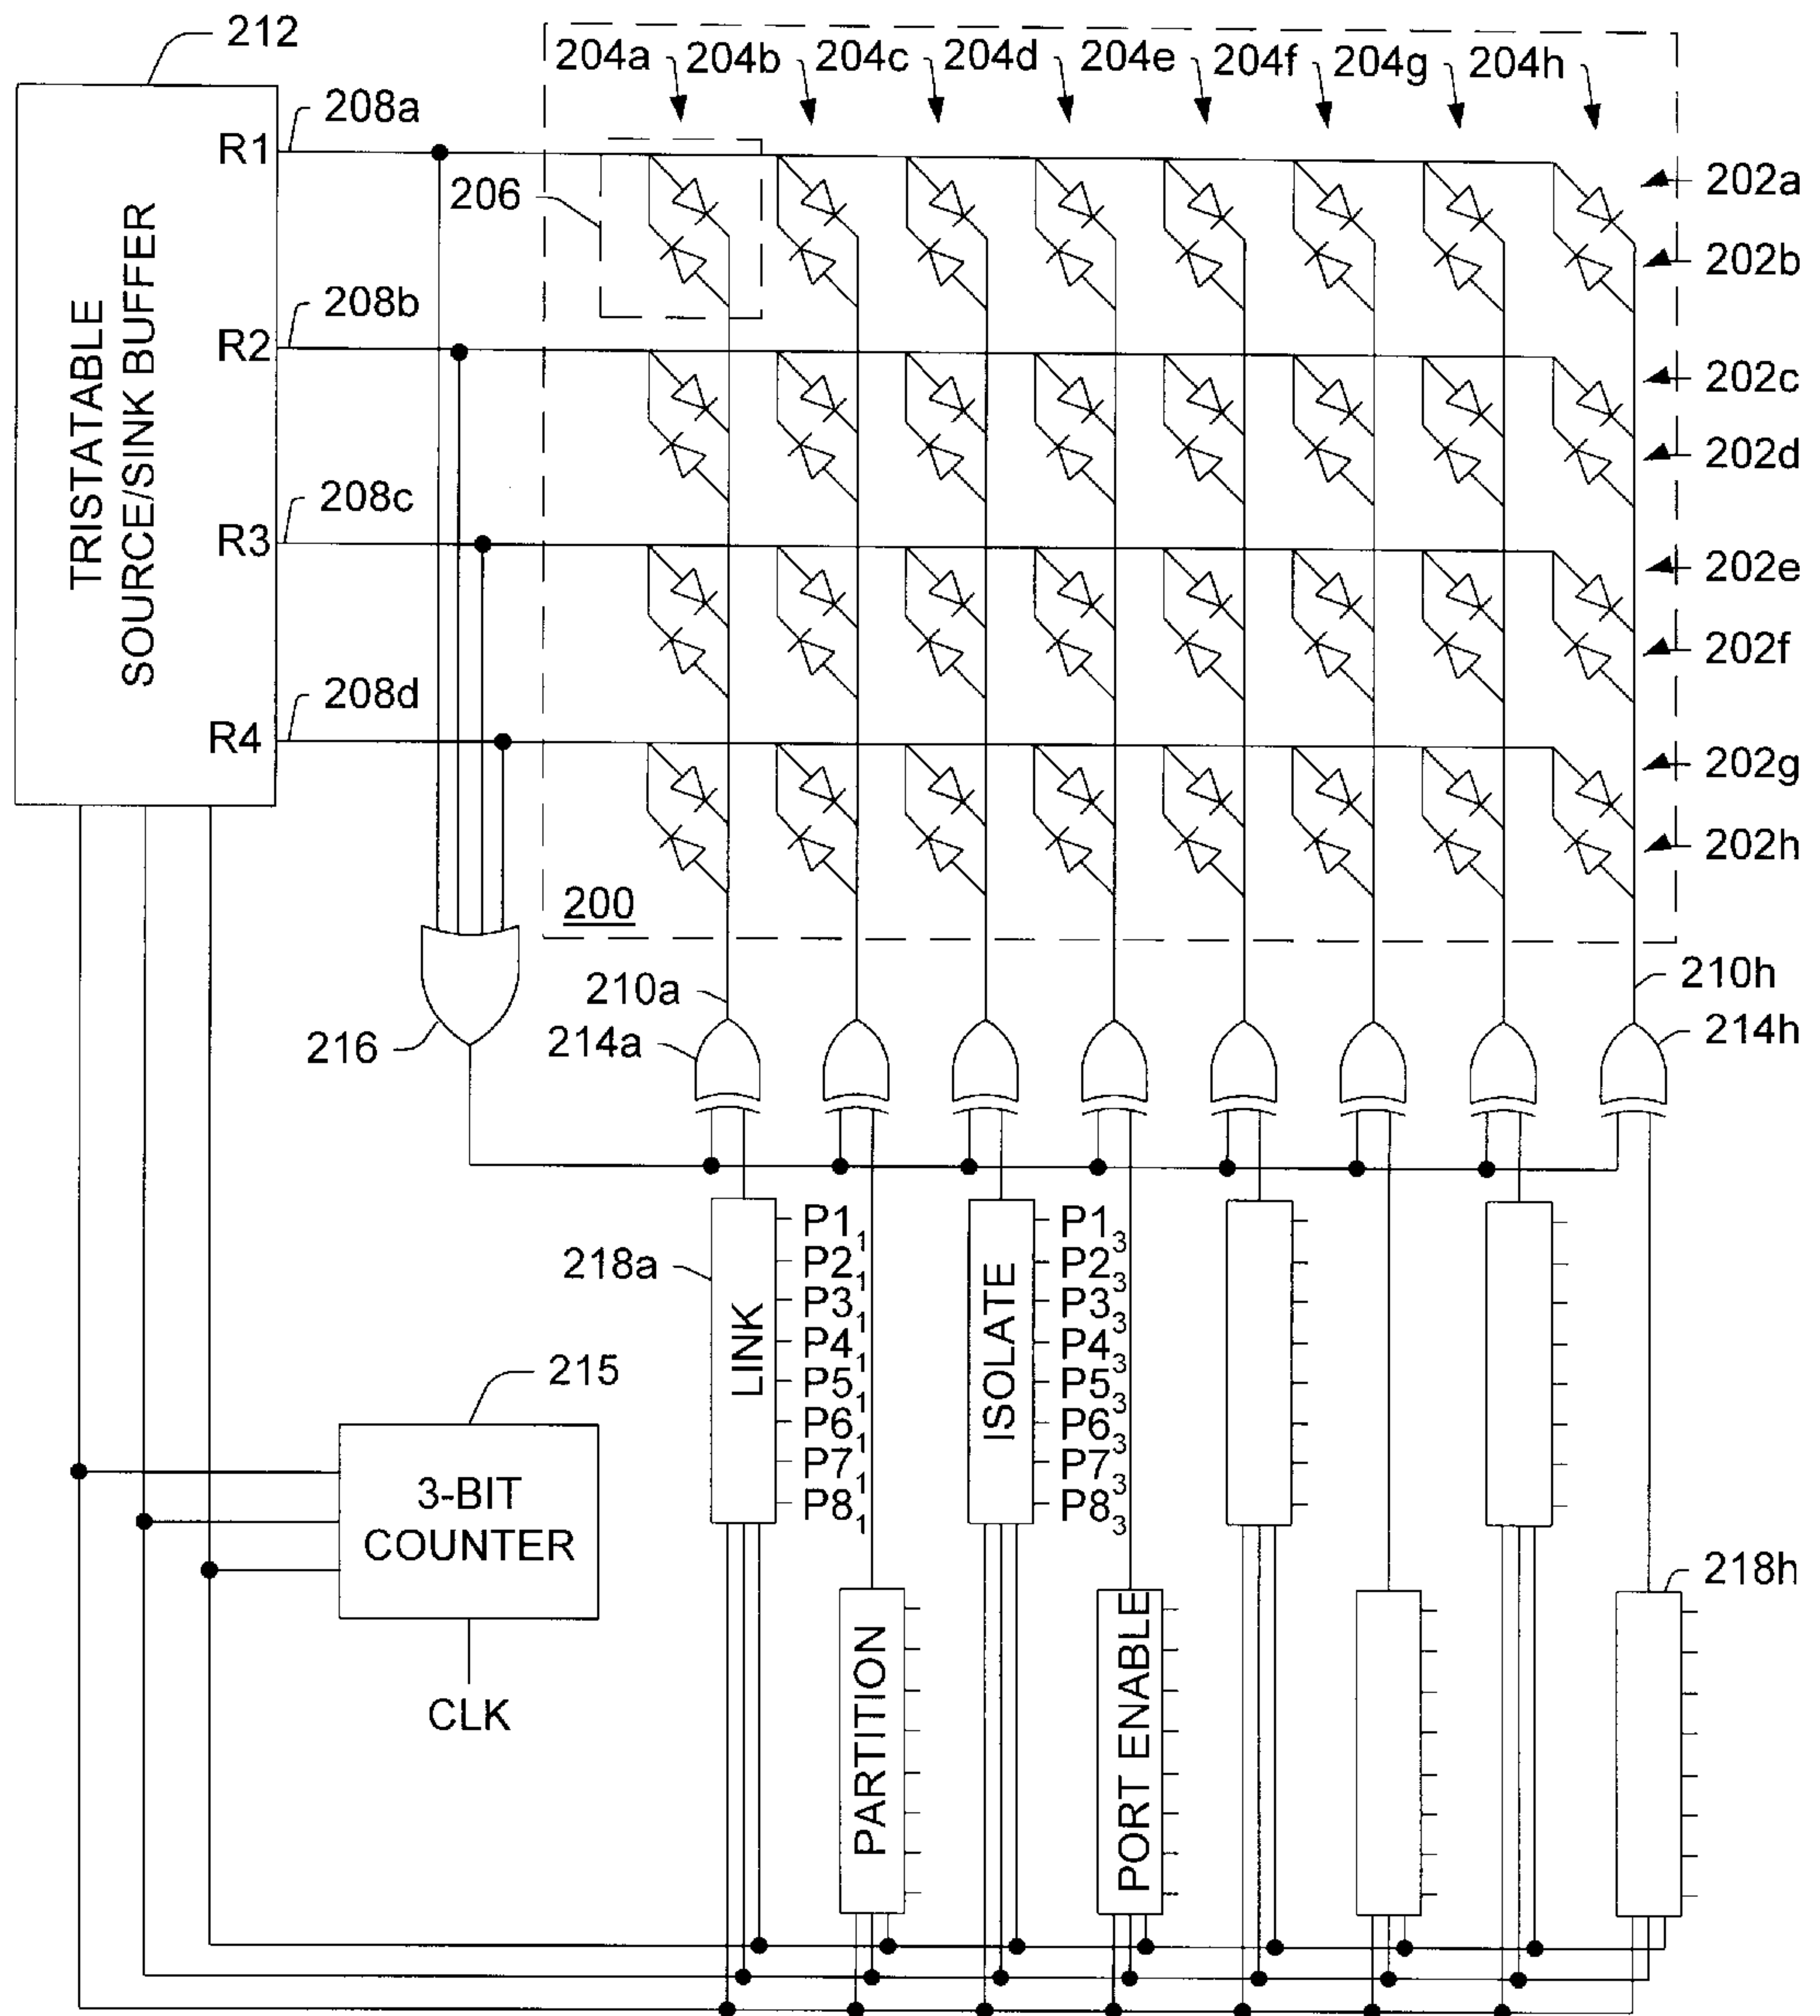 212
204a 204b 204c 204d 204e 204f 204g 204h
208a
R1
202a
206
202b
TRISTABLE
SOURCE/SINK BUFFER
208b
R2
202c
202d
208c
R3
202e
202f
208d
R4
202g
202h
200
210a
210h
216
214a
214h
218a
LINK
P1₁
P2₁
P3₁
P4₁
P5₁
P6₁
P7₁
P8₁
ISOLATE
P1₃
P2₃
P3₃
P4₃
P5₃
P6₃
P7₃
P8₃
215
3-BIT
COUNTER
CLK
218h
PARTITION
PORT ENABLE